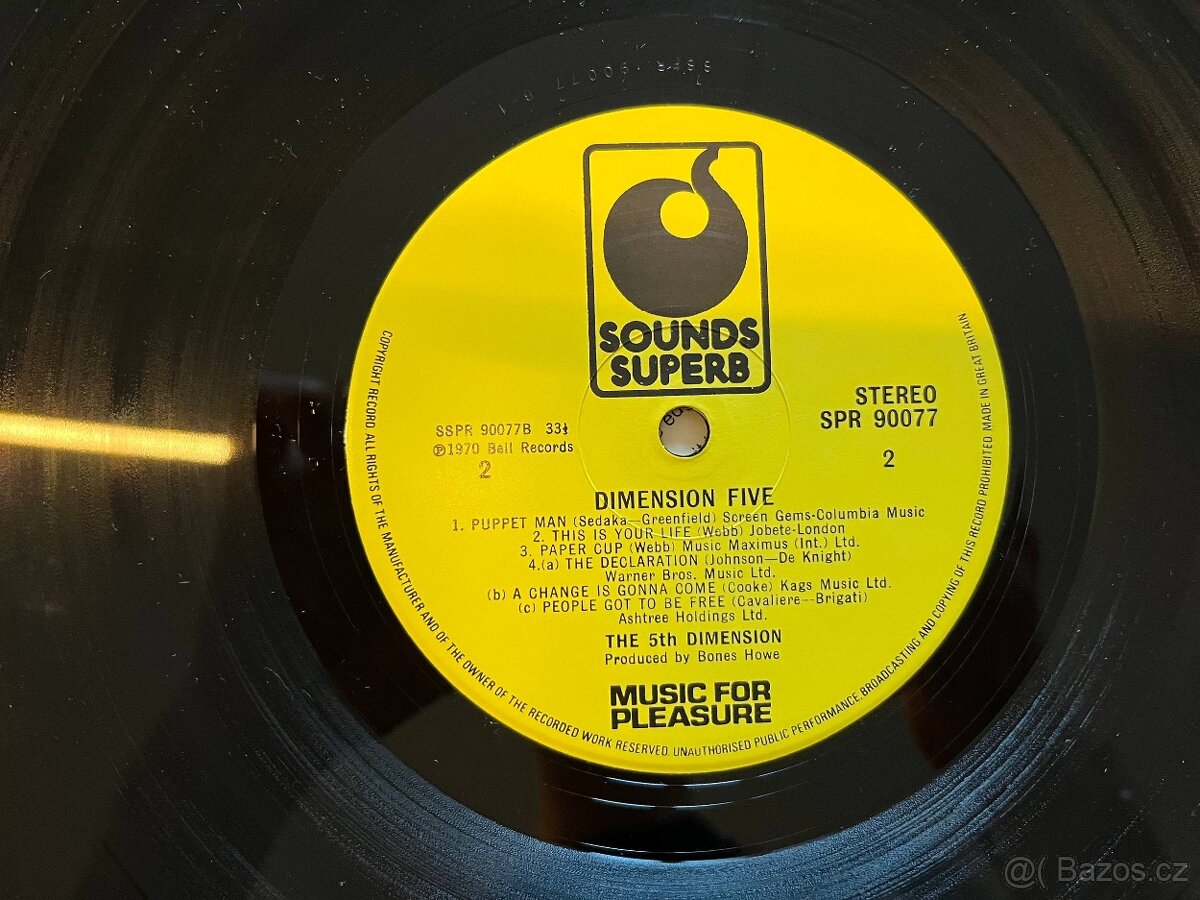 SSPR 90077
SOUNDS
SUPERB
STEREO
SPR 90077
2
SSPR 90077B 33⅓
℗1970 Bell Records
2
DIMENSION FIVE
1. PUPPET MAN (Sedaka—Greenfield) Screen Gems-Columbia Music
2. THIS IS YOUR LIFE (Webb) Jobete-London
3. PAPER CUP (Webb) Music Maximus (Int.) Ltd.
4.(a) THE DECLARATION (Johnson—De Knight)
Warner Bros. Music Ltd.
(b) A CHANGE IS GONNA COME (Cooke) Kags Music Ltd.
(c) PEOPLE GOT TO BE FREE (Cavaliere—Brigati)
Ashtree Holdings Ltd.
THE 5th DIMENSION
Produced by Bones Howe
MUSIC FOR
PLEASURE
COPYRIGHT RECORD. ALL RIGHTS OF THE MANUFACTURER AND OF THE OWNER OF THE RECORDED WORK RESERVED. UNAUTHORISED PUBLIC PERFORMANCE, BROADCASTING AND COPYING OF THIS RECORD PROHIBITED MADE IN GREAT BRITAIN
@( Bazos.cz